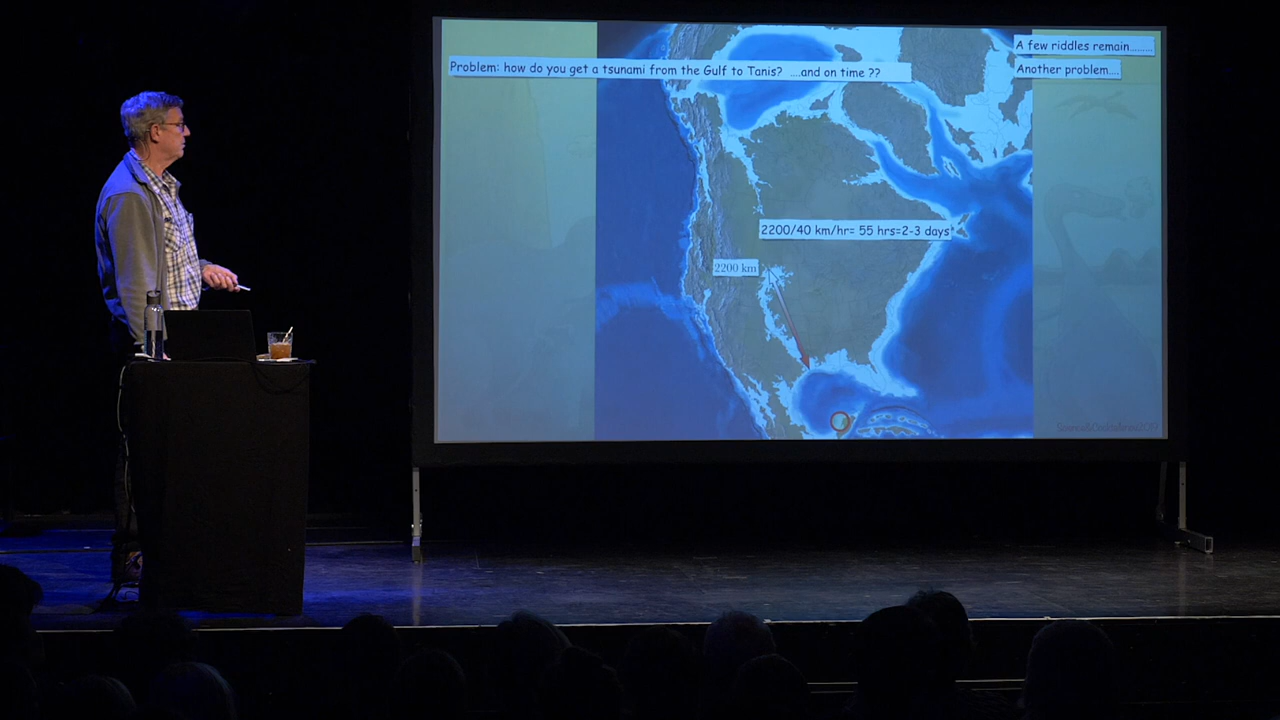 Problem: how do you get a tsunami from the Gulf to Tanis?  ....and on time ??
A few riddles remain.........
Another problem....
2200/40 km/hr= 55 hrs=2-3 days
2200 km